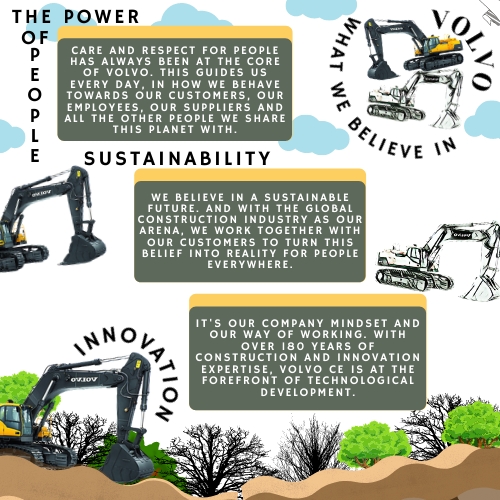 THE POWER
OF
PEOPLE
CARE AND RESPECT FOR PEOPLE
HAS ALWAYS BEEN AT THE CORE
OF VOLVO. THIS GUIDES US
EVERY DAY, IN HOW WE BEHAVE
TOWARDS OUR CUSTOMERS, OUR
EMPLOYEES, OUR SUPPLIERS AND
ALL THE OTHER PEOPLE WE SHARE
THIS PLANET WITH.
VOLVO
WHAT WE BELIEVE IN
SUSTAINABILITY
WE BELIEVE IN A SUSTAINABLE
FUTURE. AND WITH THE GLOBAL
CONSTRUCTION INDUSTRY AS OUR
ARENA, WE WORK TOGETHER WITH
OUR CUSTOMERS TO TURN THIS
BELIEF INTO REALITY FOR PEOPLE
EVERYWHERE.
VOLVO
VOLVO
INNOVATION
IT'S OUR COMPANY MINDSET AND
OUR WAY OF WORKING. WITH
OVER 180 YEARS OF
CONSTRUCTION AND INNOVATION
EXPERTISE, VOLVO CE IS AT THE
FOREFRONT OF TECHNOLOGICAL
DEVELOPMENT.
VOLVO